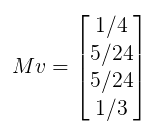 Mv = [1/4
5/24
5/24
1/3]